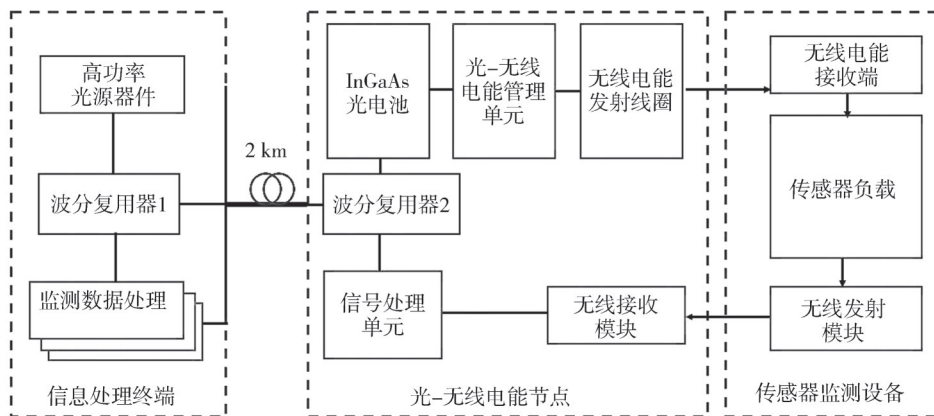 高功率
光源器件
波分复用器1
监测数据处理
信息处理终端
2 km
InGaAs
光电池
光-无线
电能管理
单元
无线电能
发射线圈
波分复用器2
信号处理
单元
无线接收
模块
光-无线电能节点
无线电能
接收端
传感器负载
无线发射
模块
传感器监测设备